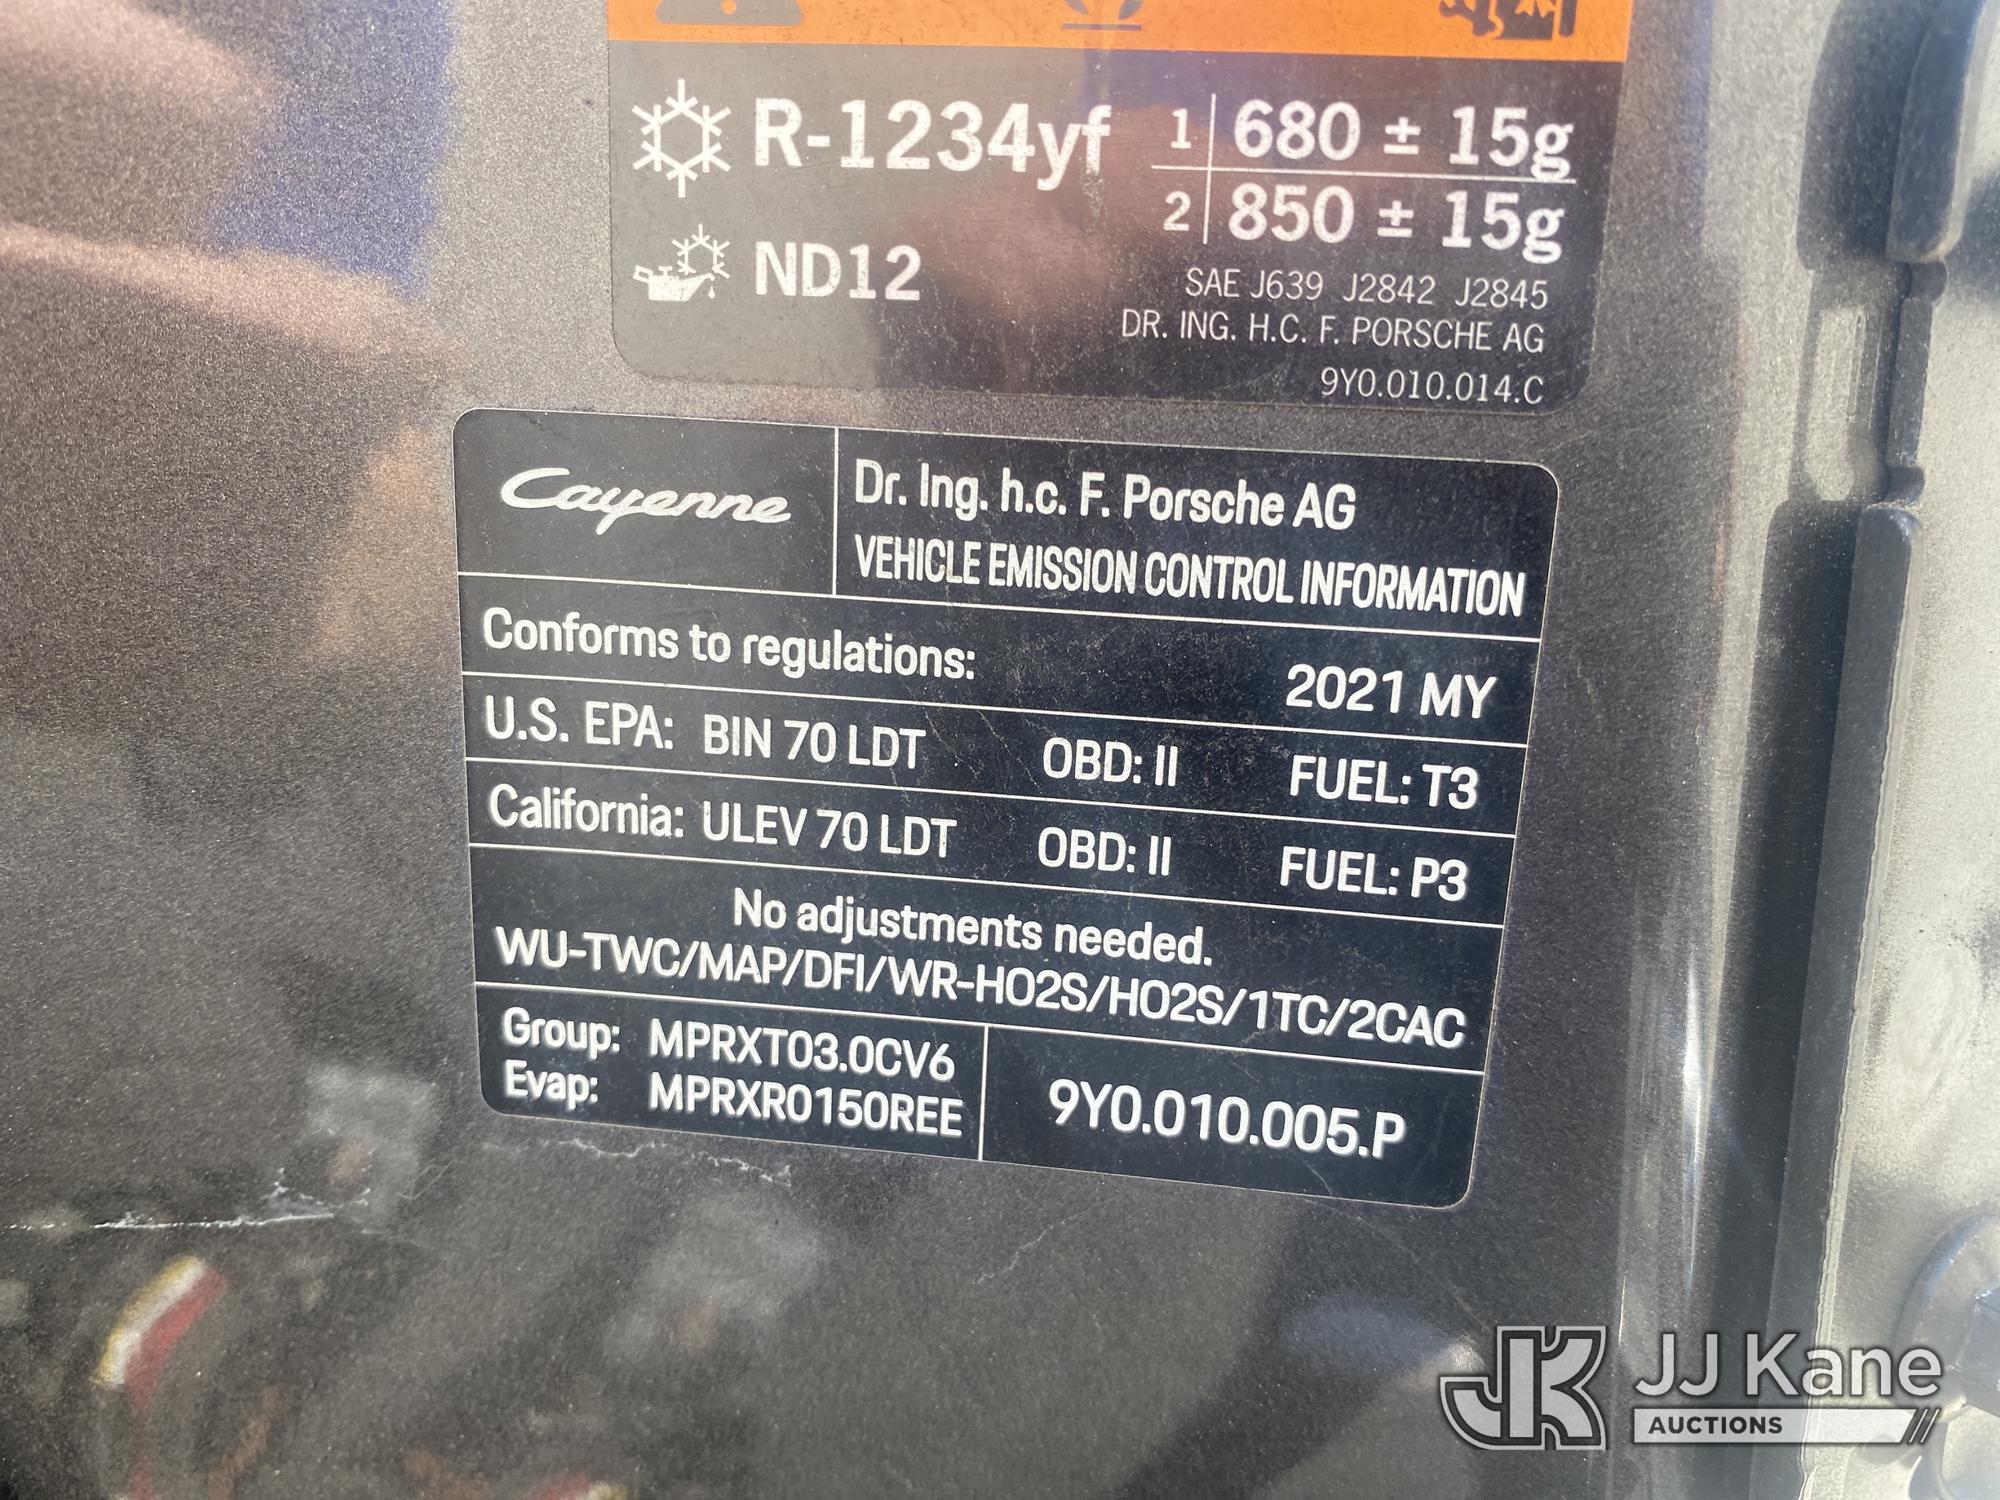 R-1234yf 1 680 ± 15g
2 850 ± 15g
ND12
SAE J639 J2842 J2845
DR. ING. H.C. F. PORSCHE AG
9Y0.010.014.C
Cayenne
Dr. Ing. h.c. F. Porsche AG
VEHICLE EMISSION CONTROL INFORMATION
Conforms to regulations: 2021 MY
U.S. EPA: BIN 70 LDT OBD: II FUEL: T3
California: ULEV 70 LDT OBD: II FUEL: P3
No adjustments needed.
WU-TWC/MAP/DFI/WR-HO2S/HO2S/1TC/2CAC
Group: MPRXT03.0CV6
Evap: MPRXR0150REE
9Y0.010.005.P
JK JJ Kane
AUCTIONS